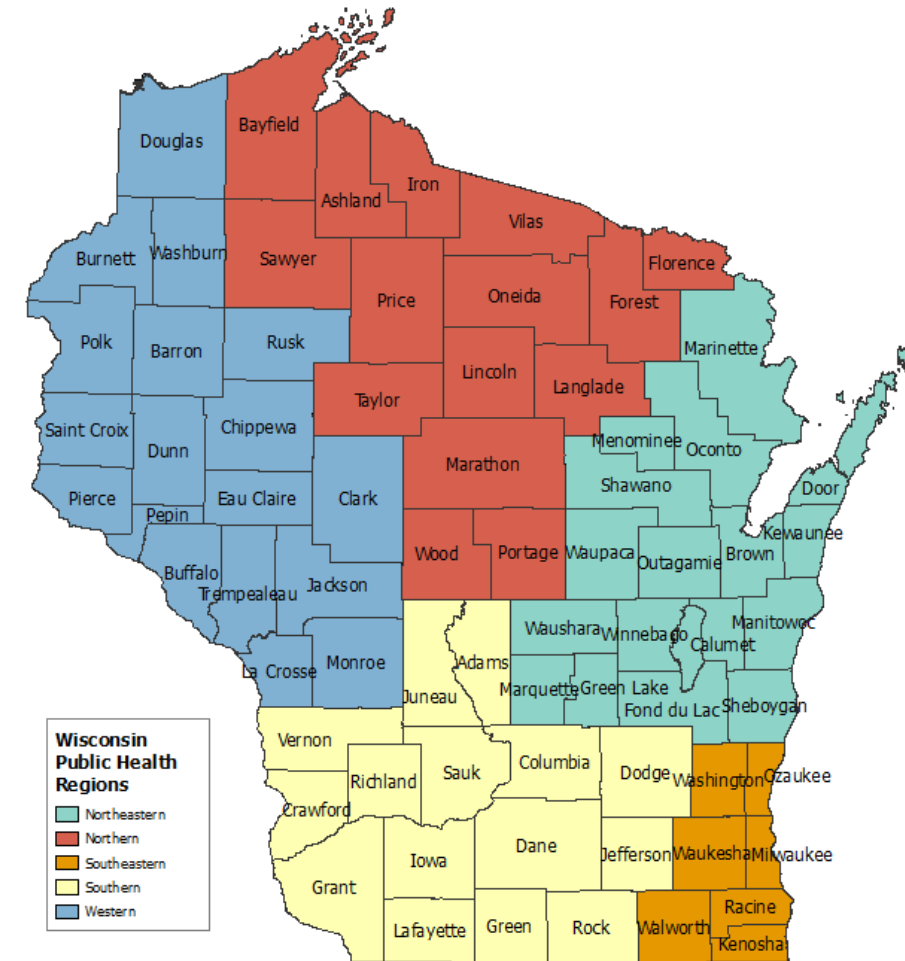 Bayfield
Douglas
Iron
Ashland
Vilas
Burnett
Washburn
Sawyer
Florence
Price
Oneida
Forest
Polk
Barron
Rusk
Marinette
Lincoln
Langlade
Taylor
Saint Croix
Chippewa
Menominee
Dunn
Oconto
Marathon
Shawano
Pierce
Eau Claire
Clark
Door
Pepin
Kewaunee
Wood
Portage
Waupaca
Outagamie
Brown
Buffalo
Trempealeau
Jackson
Waushara
Winnebago
Manitowoc
Calumet
La Crosse
Monroe
Adams
Juneau
Marquette
Green Lake
Fond du Lac
Sheboygan
Vernon
Richland
Sauk
Columbia
Dodge
Washington
Ozaukee
Crawford
Iowa
Dane
Jefferson
Waukesha
Milwaukee
Grant
Lafayette
Green
Rock
Walworth
Racine
Kenosha
Wisconsin
Public Health
Regions
Northeastern
Northern
Southeastern
Southern
Western